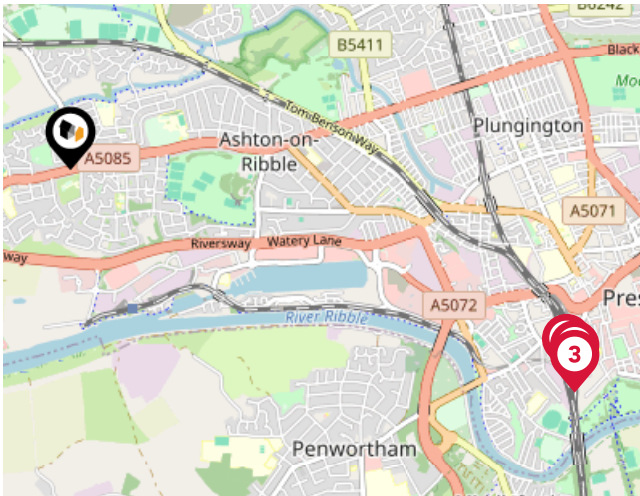 B6242
B5411
Black
Tom Benson Way
Plungington
Mo
Ashton-on-
Ribble
A5085
A5071
Riversway
Watery Lane
way
Pres
A5072
River Ribble
3
Penwortham